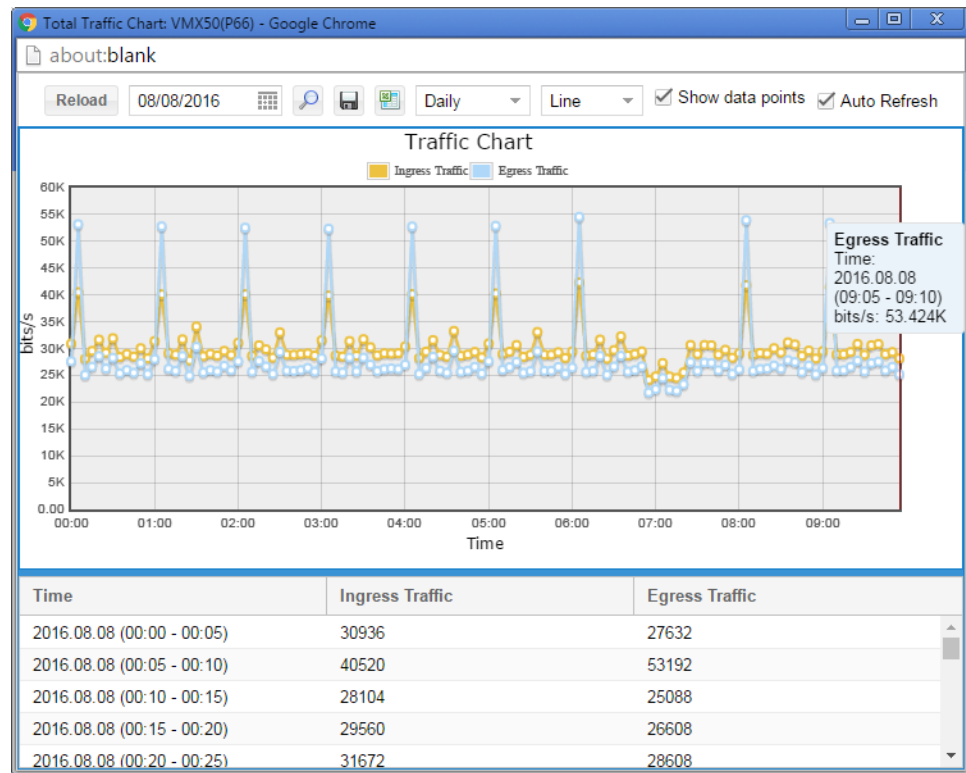 Total Traffic Chart: VMX50(P66) - Google Chrome
about:blank
Reload 08/08/2016 Daily Line Show data points Auto Refresh
Traffic Chart
Ingress Traffic Egress Traffic
60K
55K
50K
45K
40K
35K
30K
25K
20K
15K
10K
5K
0.00
bits/s
Egress Traffic
Time:
2016.08.08
(09:05 - 09:10)
bits/s: 53.424K
00:00 01:00 02:00 03:00 04:00 05:00 06:00 07:00 08:00 09:00
Time
Time Ingress Traffic Egress Traffic
2016.08.08 (00:00 - 00:05) 30936 27632
2016.08.08 (00:05 - 00:10) 40520 53192
2016.08.08 (00:10 - 00:15) 28104 25088
2016.08.08 (00:15 - 00:20) 29560 26608
2016.08.08 (00:20 - 00:25) 31672 28608